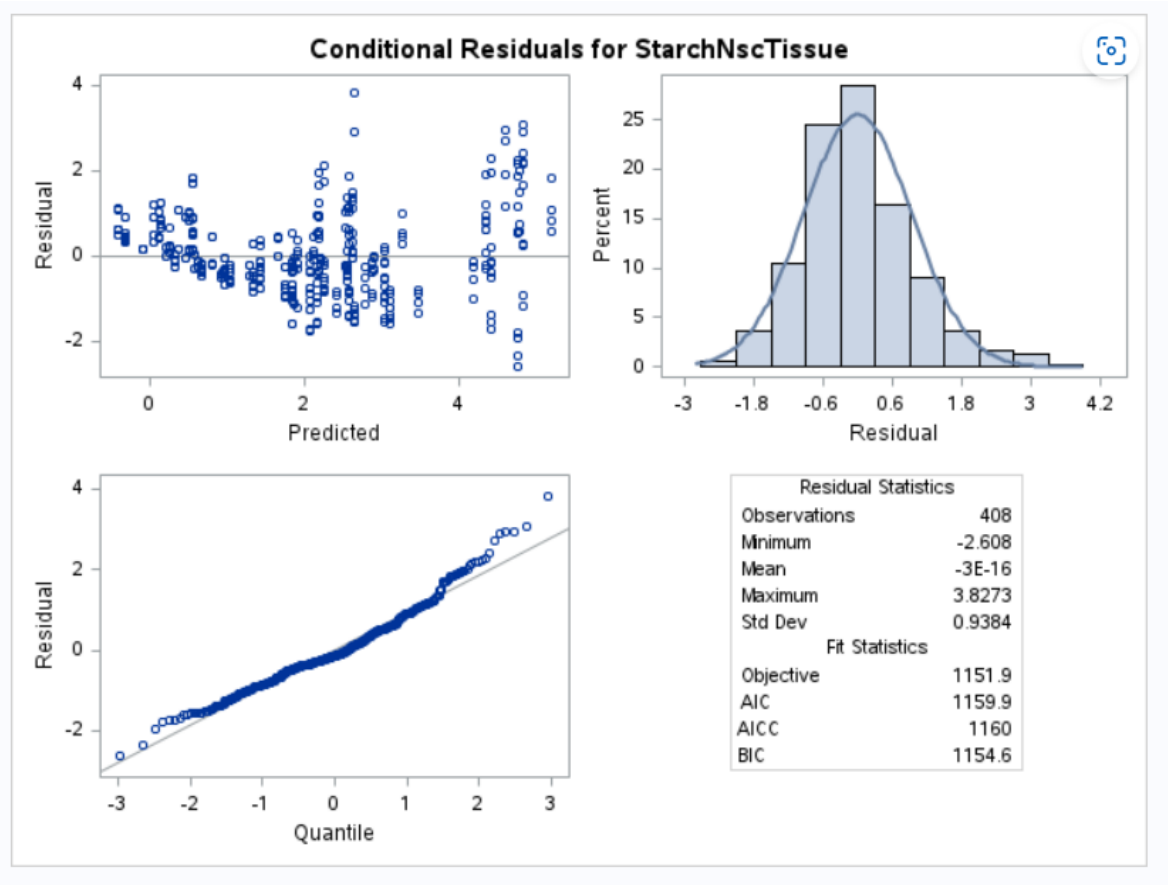 Conditional Residuals for StarchNscTissue
4
2
0
-2
Residual
0
2
4
Predicted
25
20
15
10
5
0
Percent
-3
-1.8
-0.6
0.6
1.8
3
4.2
Residual
4
2
0
-2
Residual
-3
-2
-1
0
1
2
3
Quantile
Residual Statistics
Observations 408
Minimum -2.608
Mean -3E-16
Maximum 3.8273
Std Dev 0.9384
Fit Statistics
Objective 1151.9
AIC 1159.9
AICC 1160
BIC 1154.6